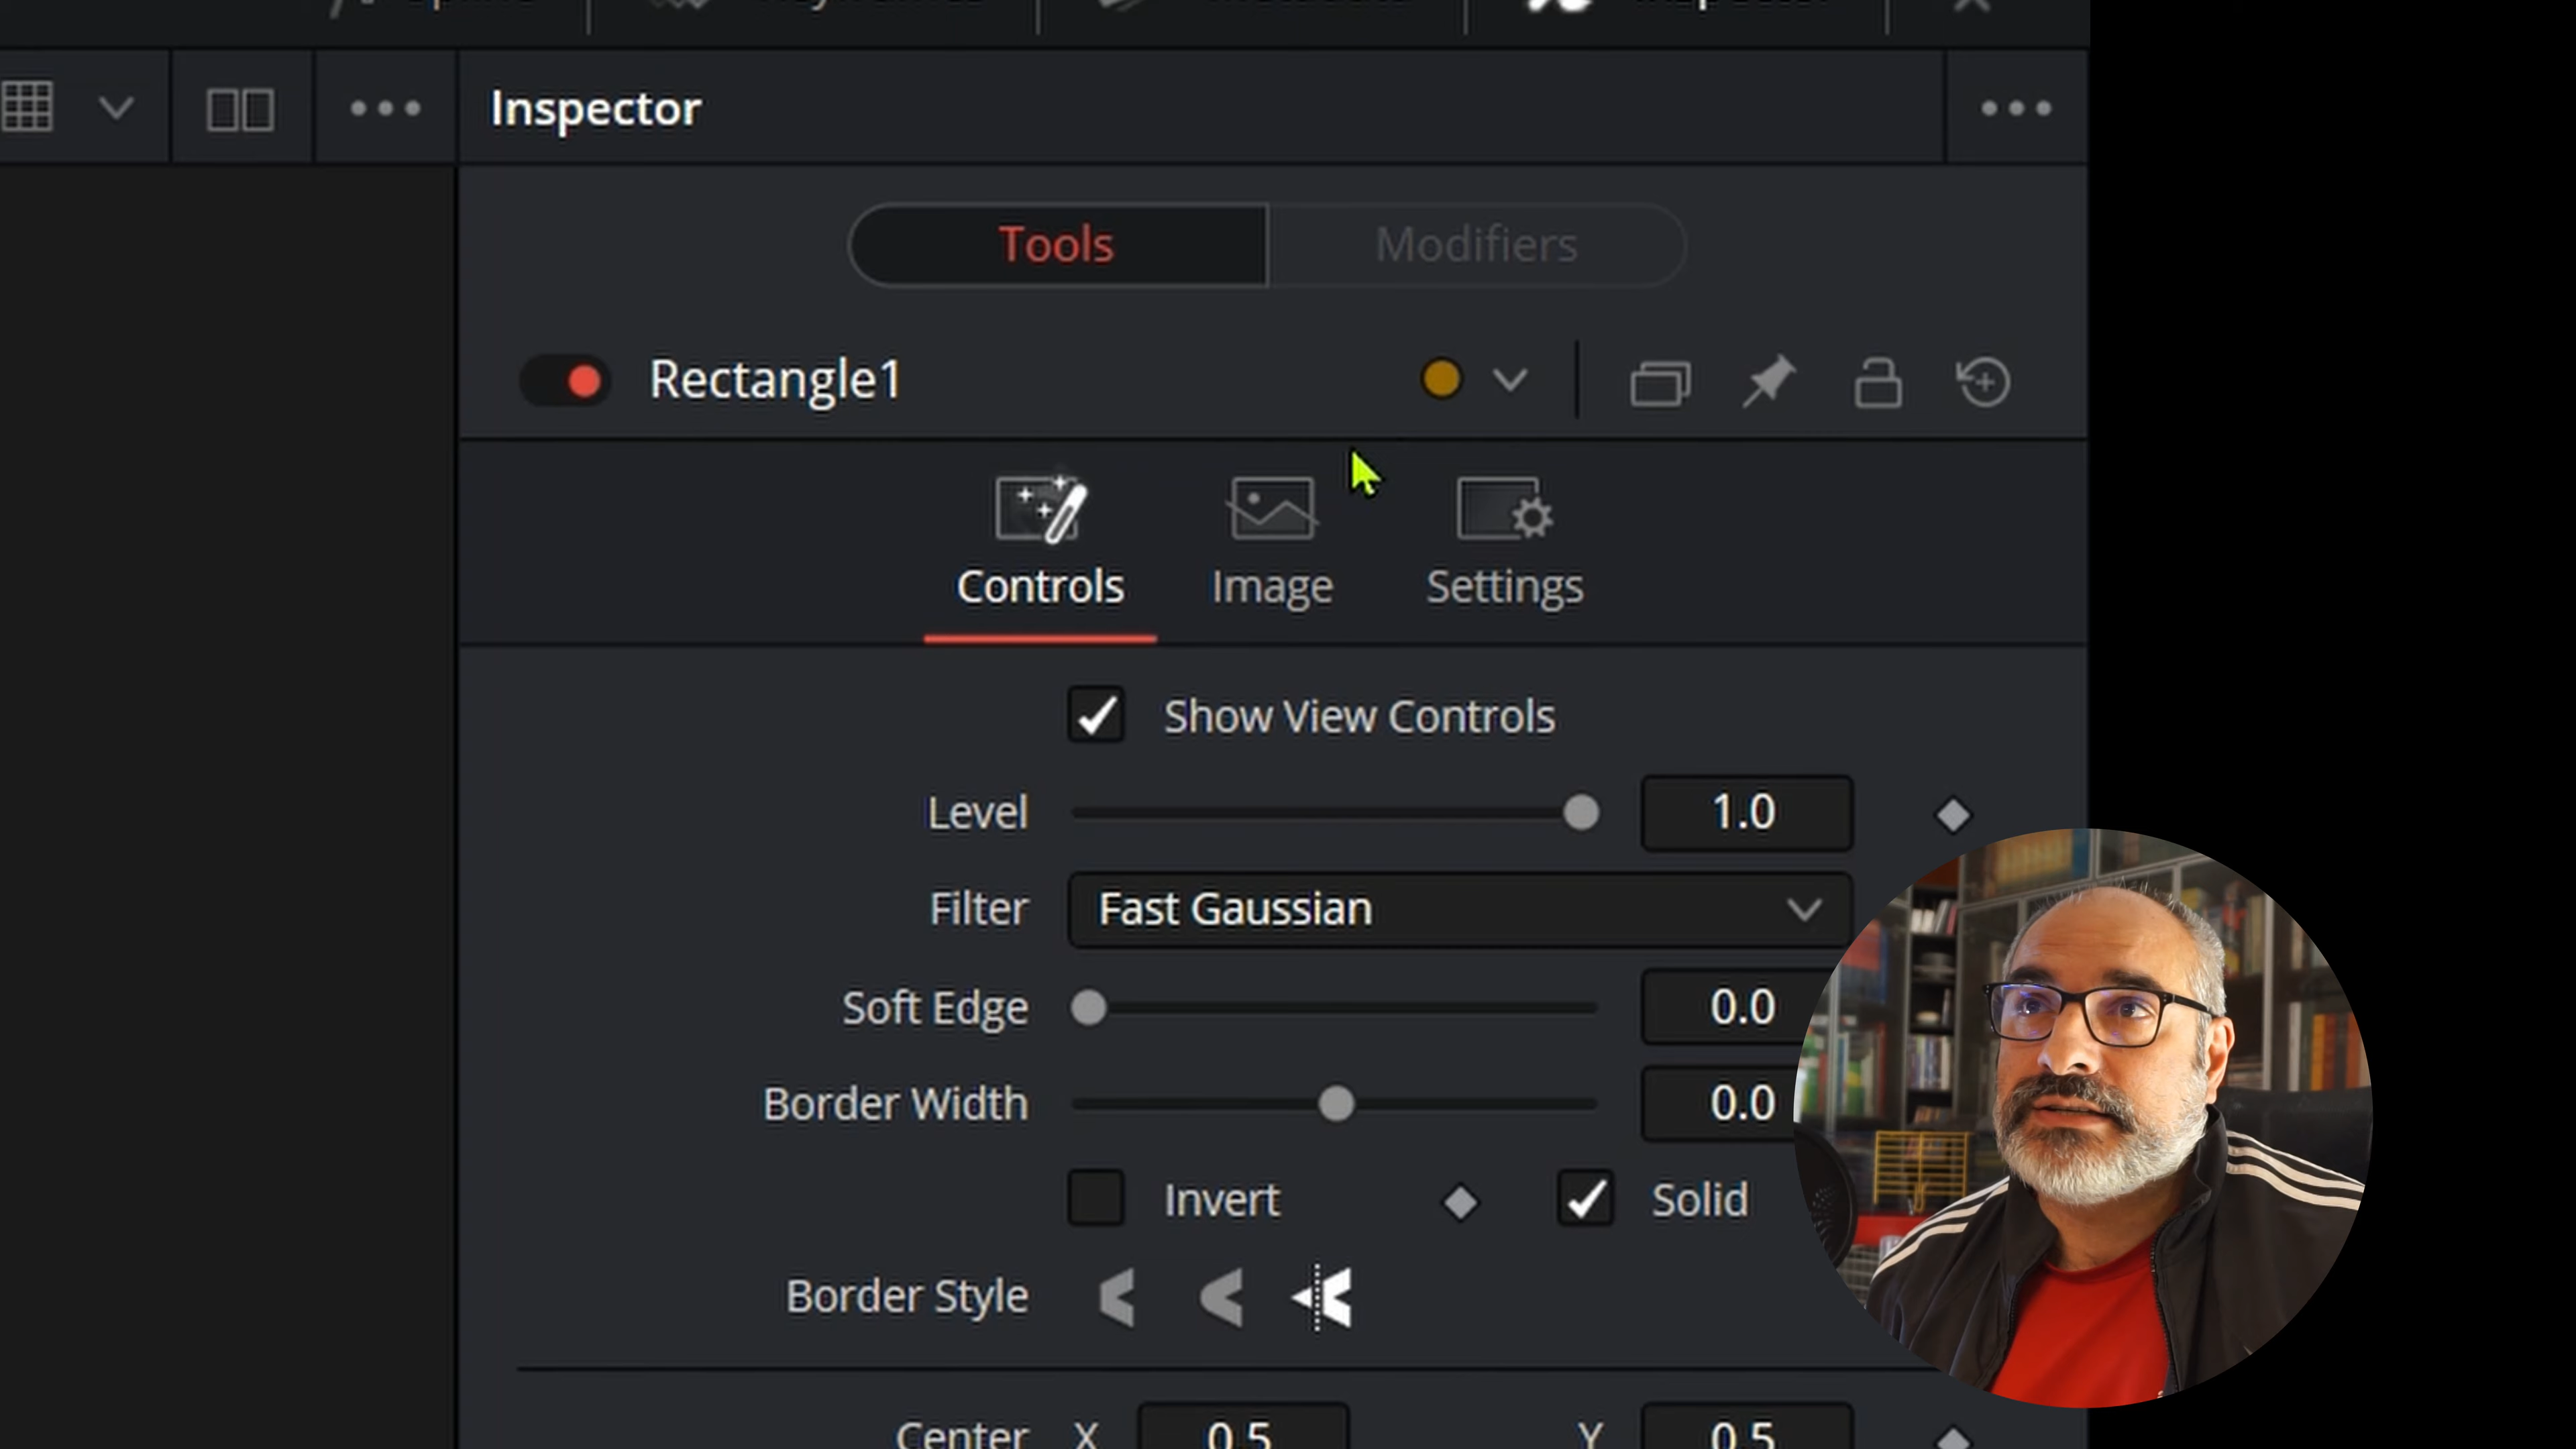 Inspector
Tools Modifiers
Rectangle1
Controls Image Settings
Show View Controls
Level 1.0
Filter Fast Gaussian
Soft Edge 0.0
Border Width 0.0
Invert Solid
Border Style
Center X 0.5 Y 0.5